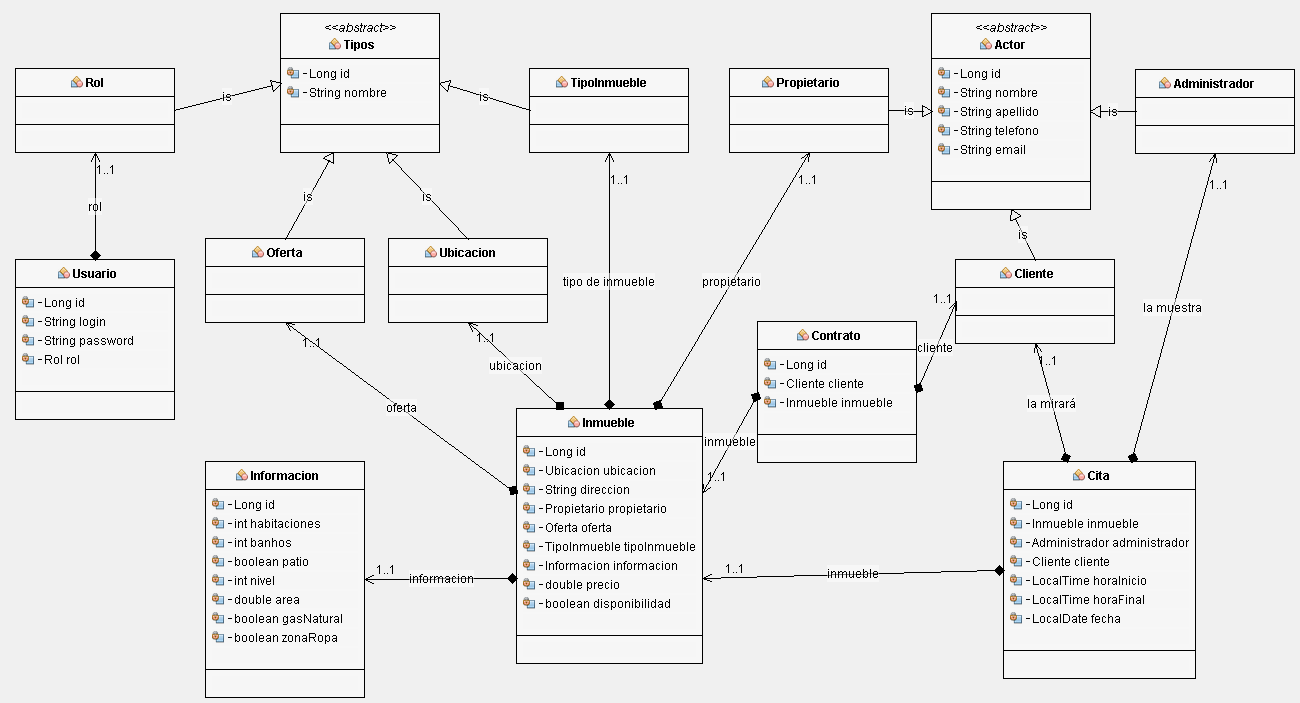 <<abstract>>
Tipos
- Long id
- String nombre
<<abstract>>
Actor
- Long id
- String nombre
- String apellido
- String telefono
- String email
Rol
TipoInmueble
Propietario
Administrador
is
is
is
is
1..1
1..1
1..1
1..1
rol
is
is
is
Oferta
Ubicacion
Cliente
Usuario
- Long id
- String login
- String password
- Rol rol
tipo de inmueble
propietario
la muestra
1..1
1..1
1..1
1..1
ubicacion
oferta
cliente
la mirará
Contrato
- Long id
- Cliente cliente
- Inmueble inmueble
inmueble
1..1
Inmueble
- Long id
- Ubicacion ubicacion
- String direccion
- Propietario propietario
- Oferta oferta
- TipoInmueble tipoInmueble
- Informacion informacion
- double precio
- boolean disponibilidad
Informacion
- Long id
- int habitaciones
- int banhos
- boolean patio
- int nivel
- double area
- boolean gasNatural
- boolean zonaRopa
1..1
informacion
1..1
inmueble
Cita
- Long id
- Inmueble inmueble
- Administrador administrador
- Cliente cliente
- LocalTime horaInicio
- LocalTime horaFinal
- LocalDate fecha